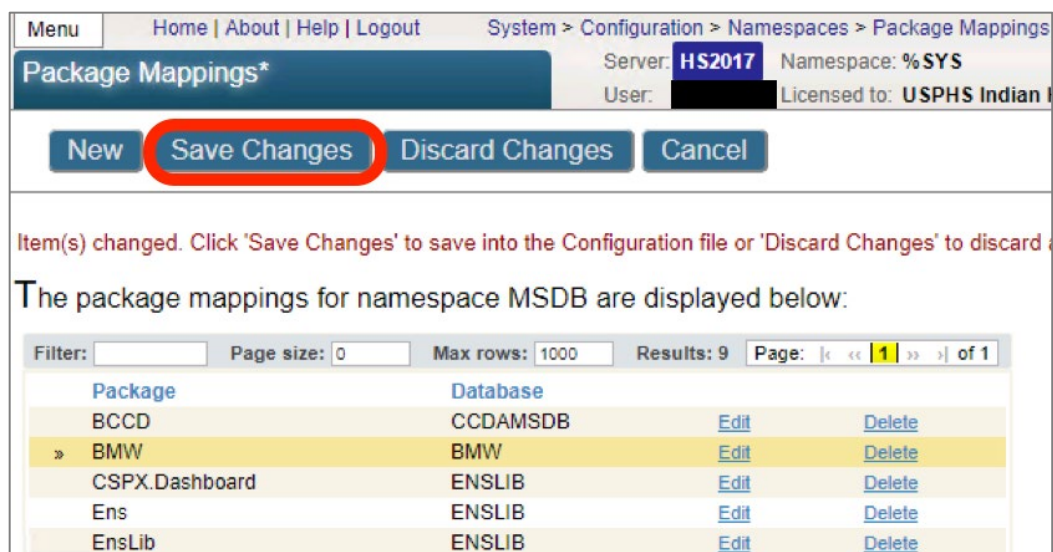 Menu Home | About | Help | Logout System > Configuration > Namespaces > Package Mappings
Package Mappings* Server: HS2017 Namespace: %SYS
User: Licensed to: USPHS Indian
New Save Changes Discard Changes Cancel
Item(s) changed. Click 'Save Changes' to save into the Configuration file or 'Discard Changes' to discard
The package mappings for namespace MSDB are displayed below:
Filter: Page size: 0 Max rows: 1000 Results: 9 Page: |‹ ‹‹ 1 ›› ›| of 1
Package Database
BCCD CCDAMSDB Edit Delete
» BMW BMW Edit Delete
CSPX.Dashboard ENSLIB Edit Delete
Ens ENSLIB Edit Delete
EnsLib ENSLIB Edit Delete